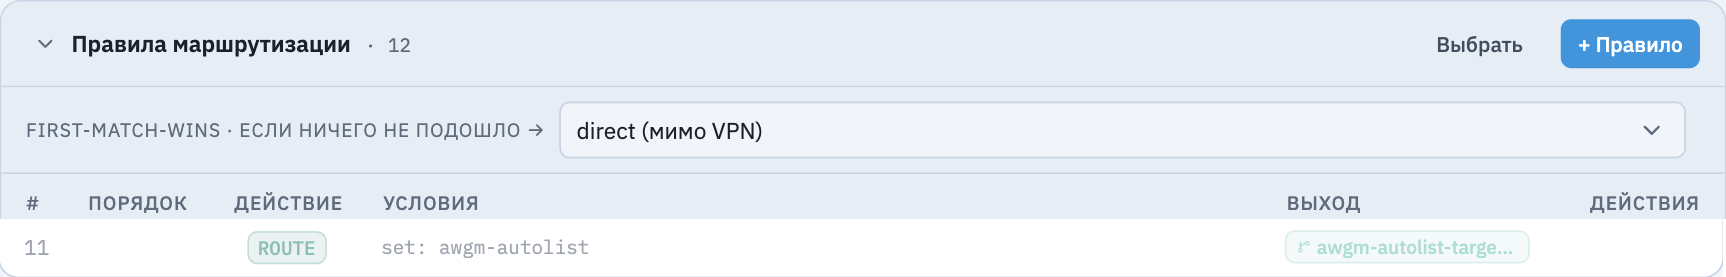 Правила маршрутизации · 12 Выбрать + Правило
FIRST-MATCH-WINS · ЕСЛИ НИЧЕГО НЕ ПОДОШЛО → direct (мимо VPN)
# ПОРЯДОК ДЕЙСТВИЕ УСЛОВИЯ ВЫХОД ДЕЙСТВИЯ
11 ROUTE set: awgm-autolist awgm-autolist-targe...